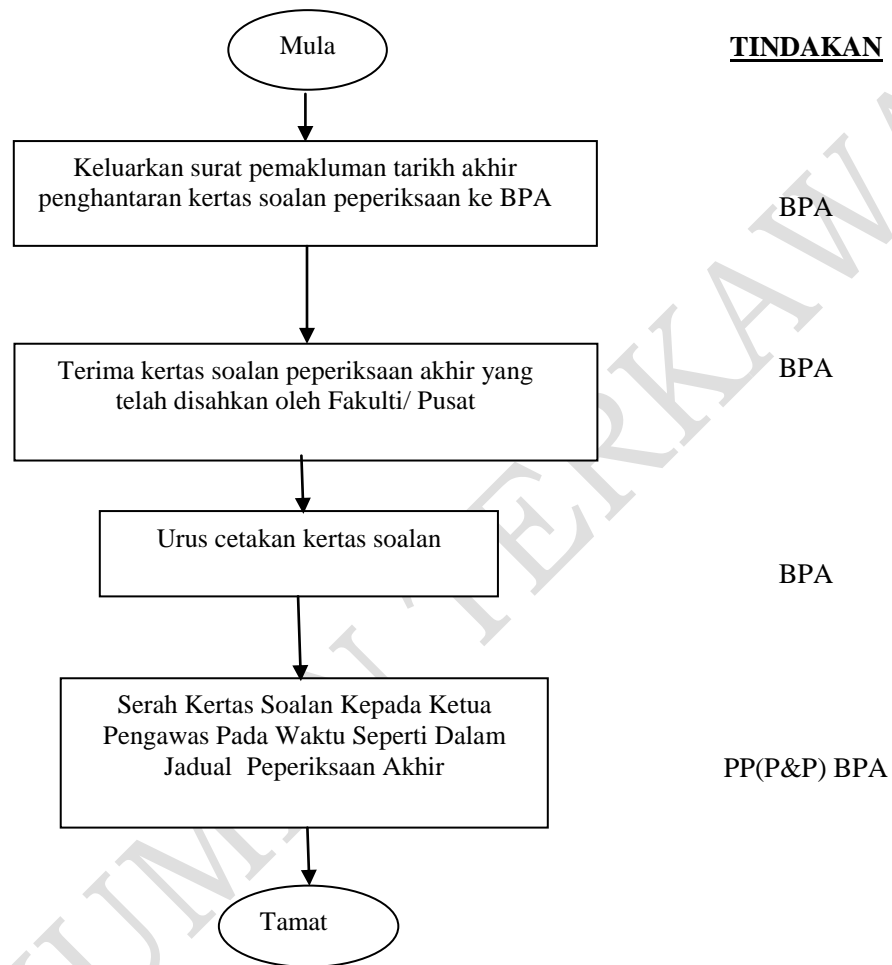 Mula
TINDAKAN
Keluarkan surat pemakluman tarikh akhir
penghantaran kertas soalan peperiksaan ke BPA
BPA
Terima kertas soalan peperiksaan akhir yang
telah disahkan oleh Fakulti/ Pusat
BPA
Urus cetakan kertas soalan
BPA
Serah Kertas Soalan Kepada Ketua
Pengawas Pada Waktu Seperti Dalam
Jadual Peperiksaan Akhir
PP(P&P) BPA
Tamat
UMEN TERKAWA